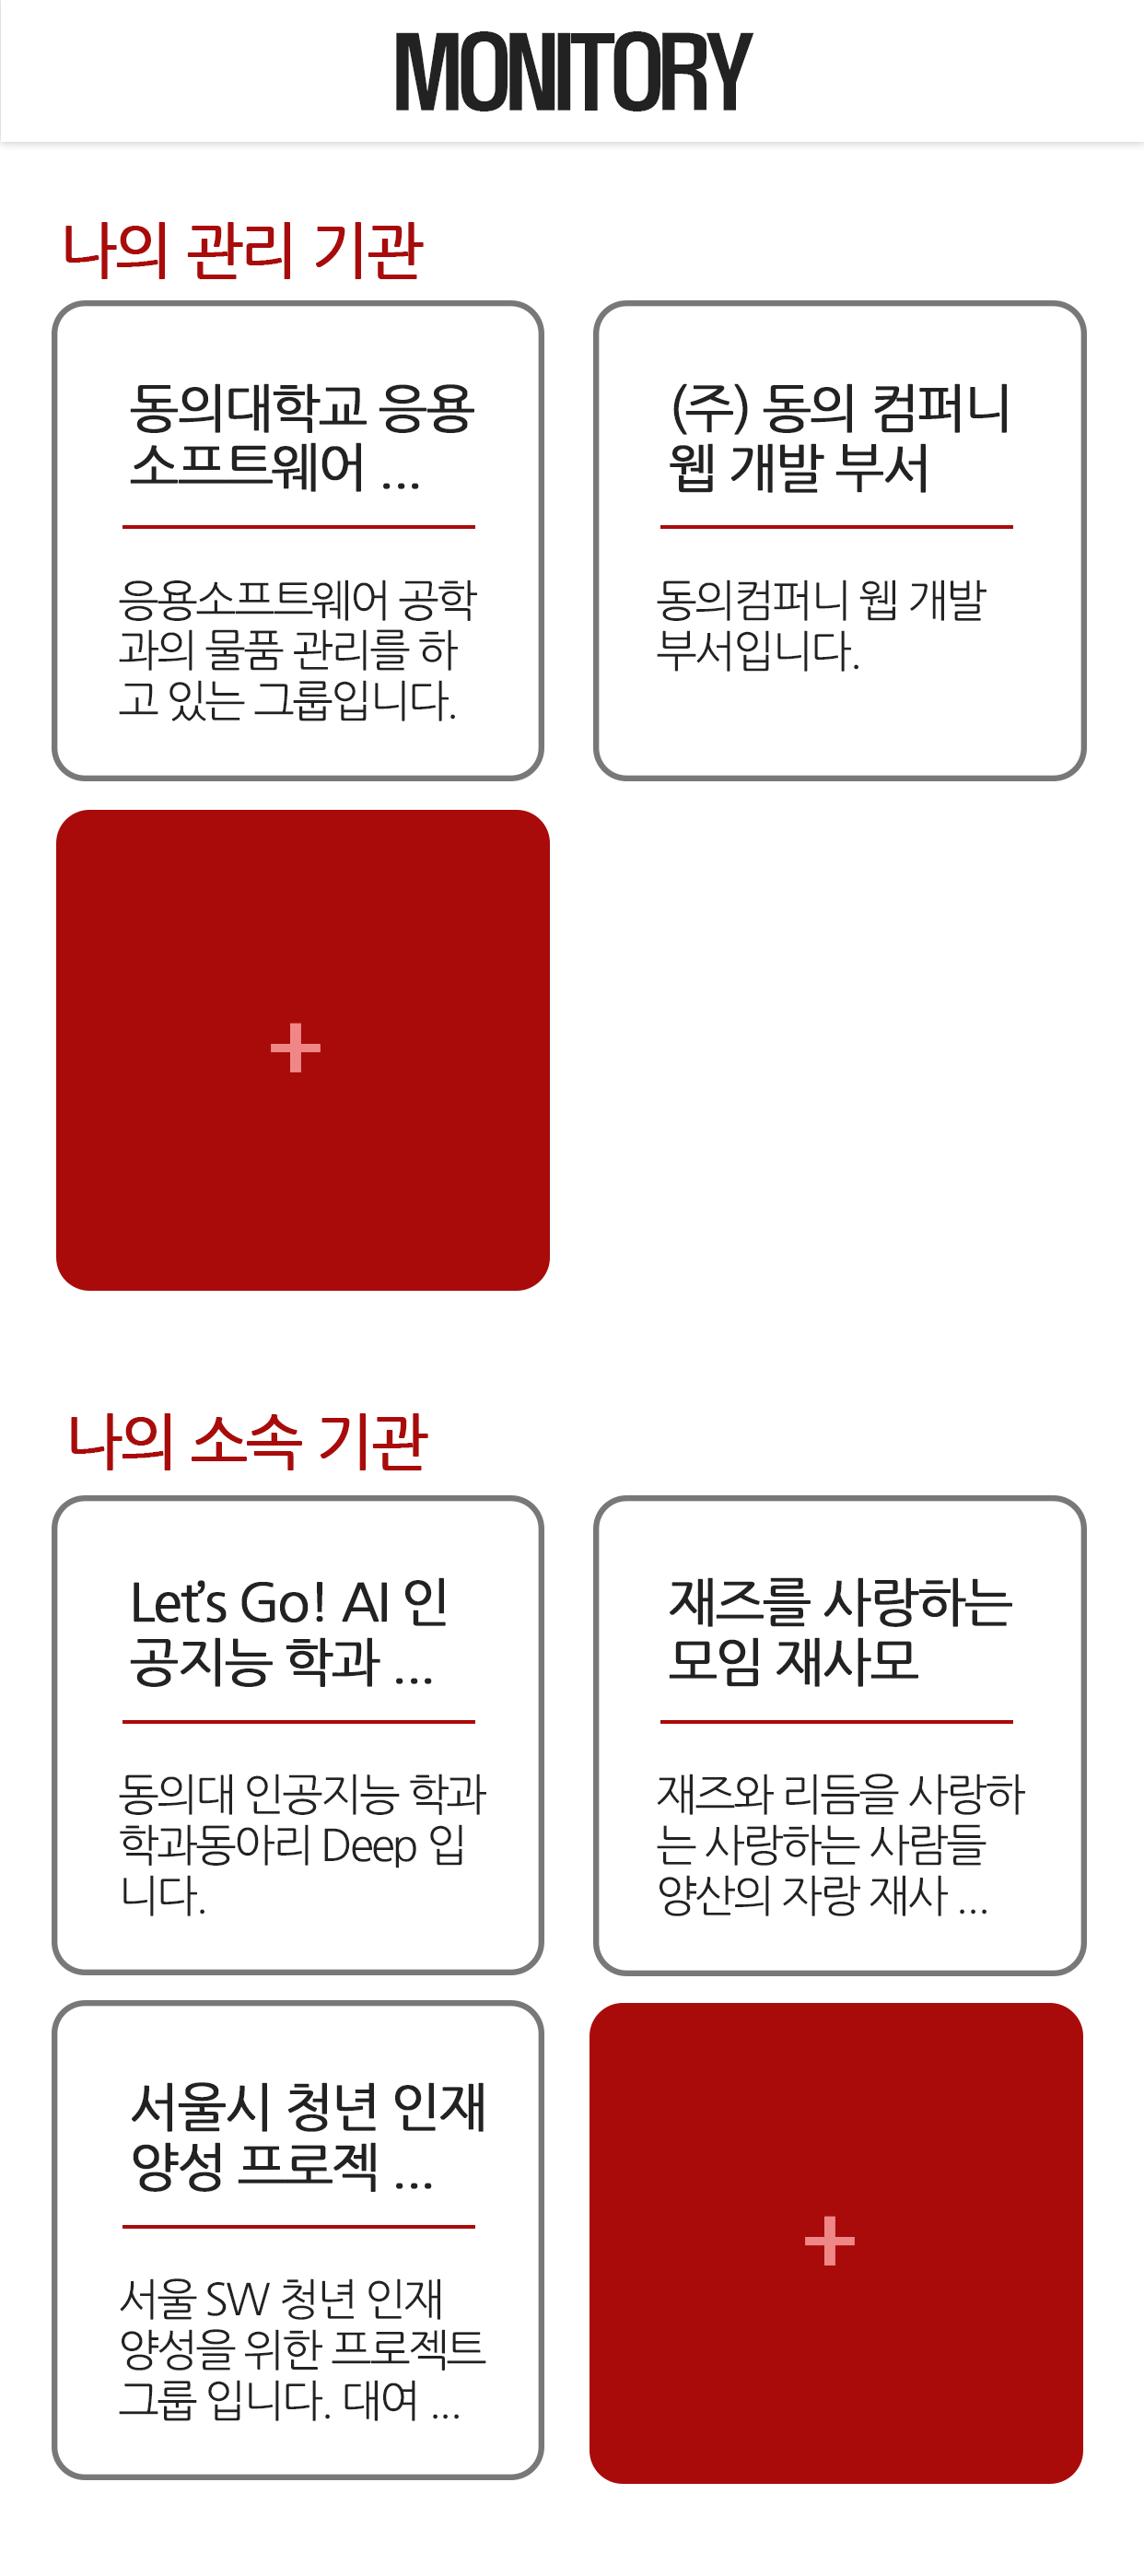 MONITORY
나의 관리 기관
동의대학교 응용
소프트웨어 ...
응용소프트웨어 공학
과의 물품 관리를 하
고 있는 그룹입니다.
(주) 동의 컴퍼니
웹 개발 부서
동의컴퍼니 웹 개발
부서입니다.
+
나의 소속 기관
Let's Go! AI 인
공지능 학과 ...
동의대 인공지능 학과
학과동아리 Deep 입
니다.
재즈를 사랑하는
모임 재사모
재즈와 리듬을 사랑하
는 사랑하는 사람들
양산의 자랑 재사 ...
서울시 청년 인재
양성 프로젝 ...
서울 SW 청년 인재
양성을 위한 프로젝트
그룹 입니다. 대여 ...
+